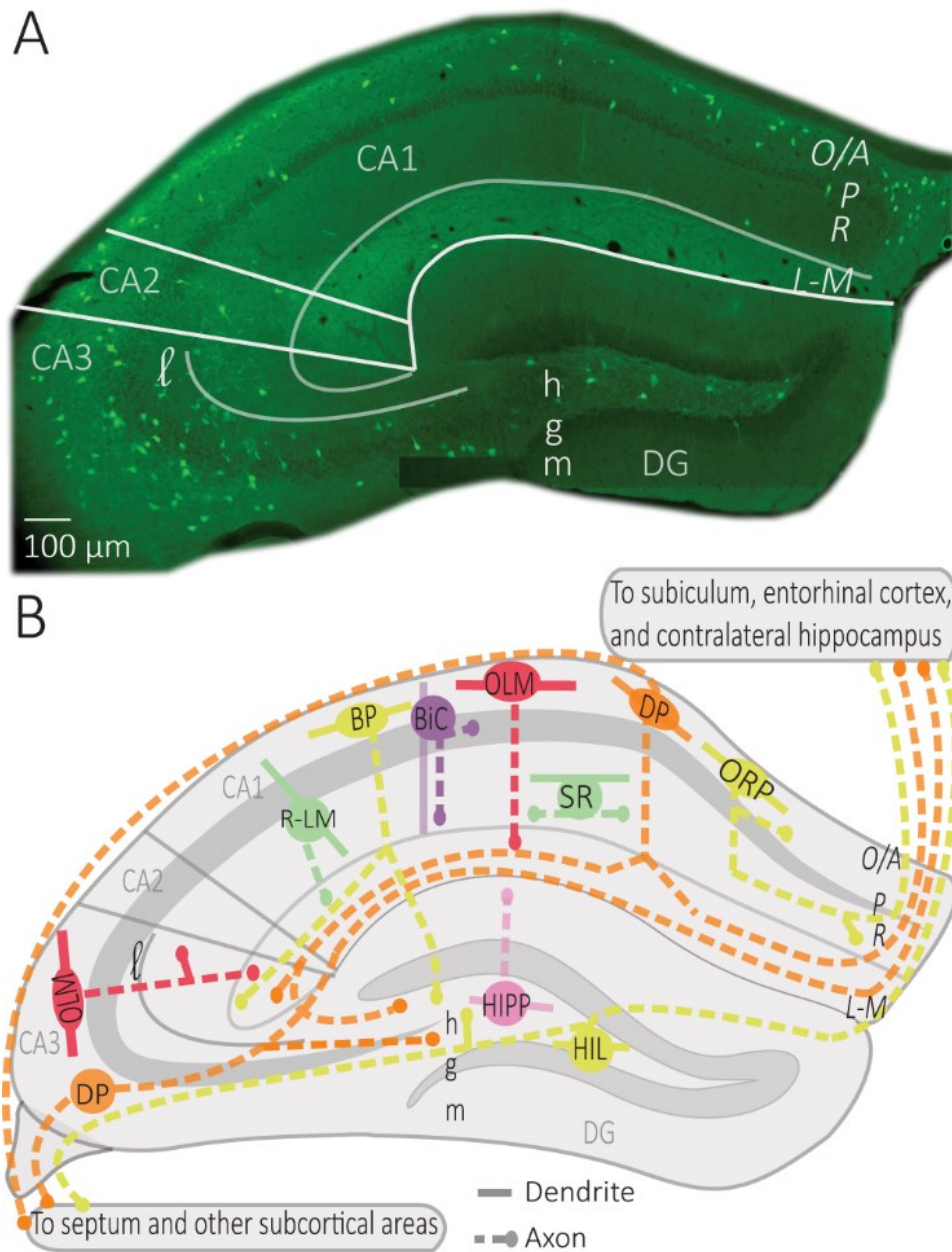 A
CA1
O/A
P
R
CA2
L-M
CA3
ℓ
h
g
m
DG
100 µm
B
To subiculum, entorhinal cortex,
and contralateral hippocampus
OLM
BP
BiC
DP
ORP
CA1
R-LM
SR
O/A
CA2
P
R
ℓ
OLM
HIPP
L-M
CA3
h
HIL
DP
g
m
DG
Dendrite
To septum and other subcortical areas
Axon